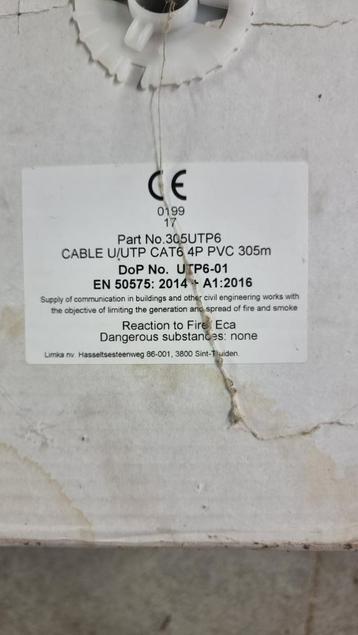 CE
0199
17
Part No.305UTP6
CABLE U/UTP CAT6 4P PVC 305m
DoP No. UTP6-01
EN 50575: 2014 + A1:2016
Supply of communication in buildings and other civil engineering works with
the objective of limiting the generation and spread of fire and smoke
Reaction to Fire: Eca
Dangerous substances: none
Limka nv. Hasseltsesteenweg 86-001, 3800 Sint-Truiden.